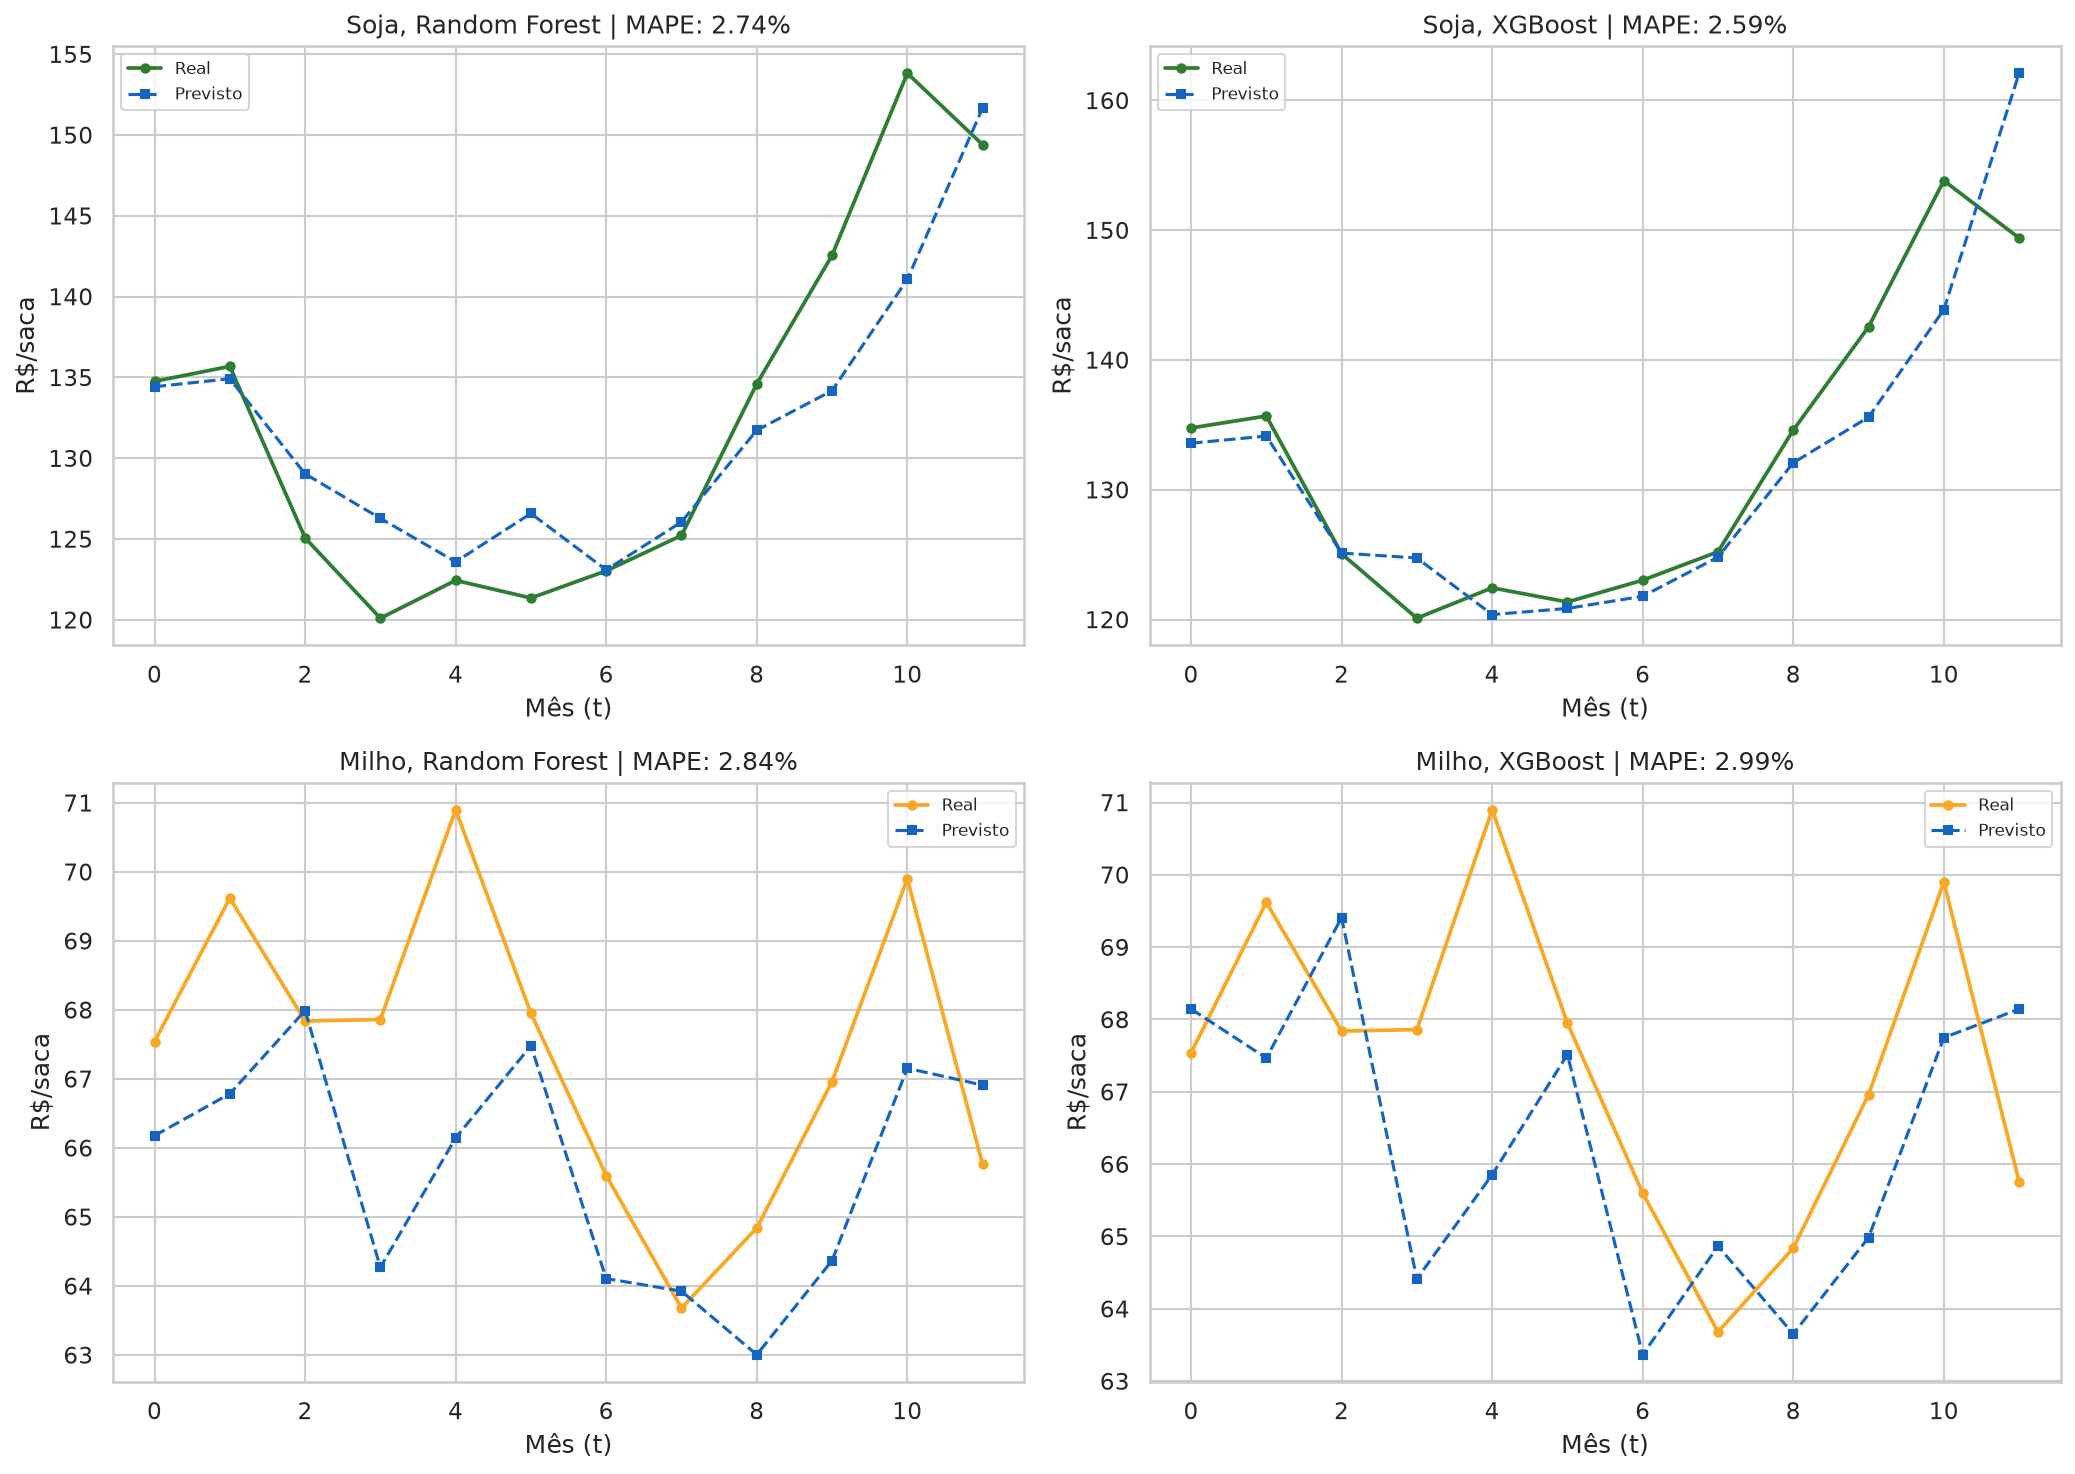 Soja, Random Forest | MAPE: 2.74%
Real
Previsto
155
150
145
140
135
130
125
120
R$/saca
0 2 4 6 8 10
Mês (t)
Soja, XGBoost | MAPE: 2.59%
Real
Previsto
160
150
140
130
120
R$/saca
0 2 4 6 8 10
Mês (t)
Milho, Random Forest | MAPE: 2.84%
Real
Previsto
71
70
69
68
67
66
65
64
63
R$/saca
0 2 4 6 8 10
Mês (t)
Milho, XGBoost | MAPE: 2.99%
Real
Previsto
71
70
69
68
67
66
65
64
63
R$/saca
0 2 4 6 8 10
Mês (t)